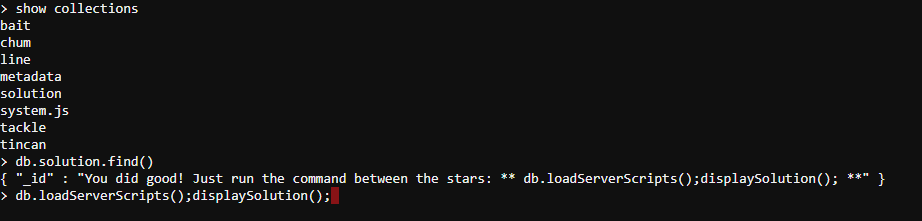 > show collections
bait
chum
line
metadata
solution
system.js
tackle
tincan
> db.solution.find()
{ "_id" : "You did good! Just run the command between the stars: ** db.loadServerScripts();displaySolution(); **" }
> db.loadServerScripts();displaySolution();